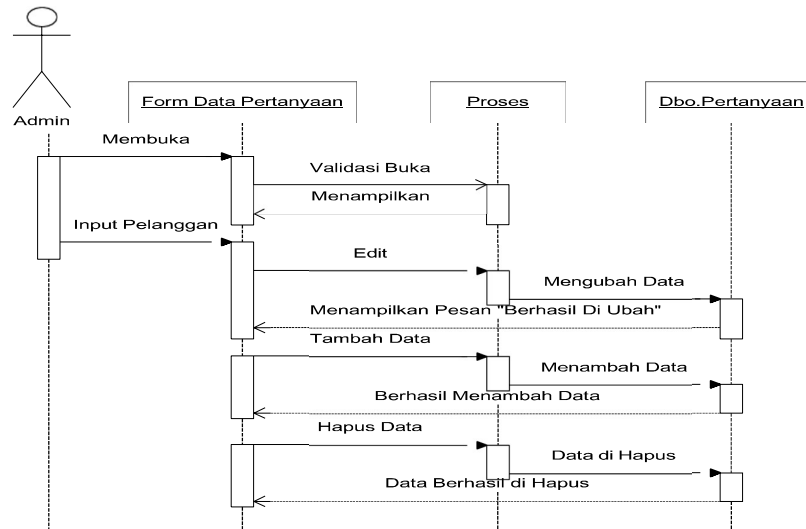 Admin
Form Data Pertanyaan
Proses
Dbo.Pertanyaan
Membuka
Validasi Buka
Menampilkan
Input Pelanggan
Edit
Mengubah Data
Menampilkan Pesan "Berhasil Di Ubah"
Tambah Data
Menambah Data
Berhasil Menambah Data
Hapus Data
Data di Hapus
Data Berhasil di Hapus